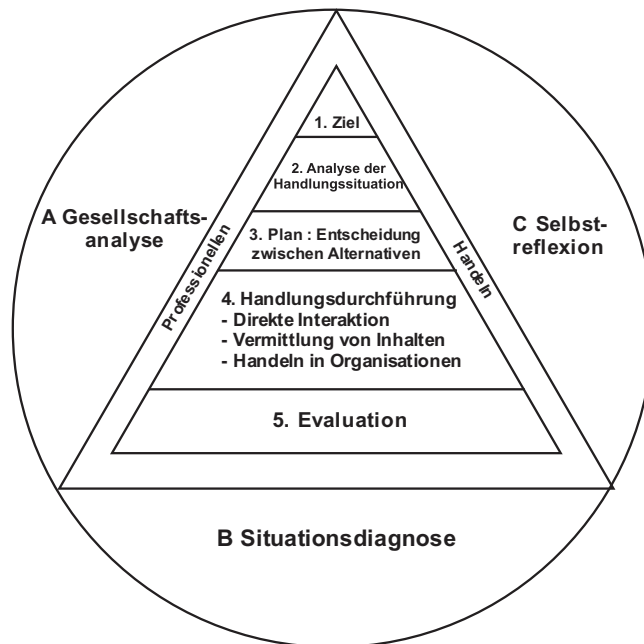 1. Ziel
2. Analyse der
Handlungssituation
A Gesellschafts-
analyse
C Selbst-
reflexion
3. Plan : Entscheidung
zwischen Alternativen
Professionellen
Handeln
4. Handlungsdurchführung
- Direkte Interaktion
- Vermittlung von Inhalten
- Handeln in Organisationen
5. Evaluation
B Situationsdiagnose